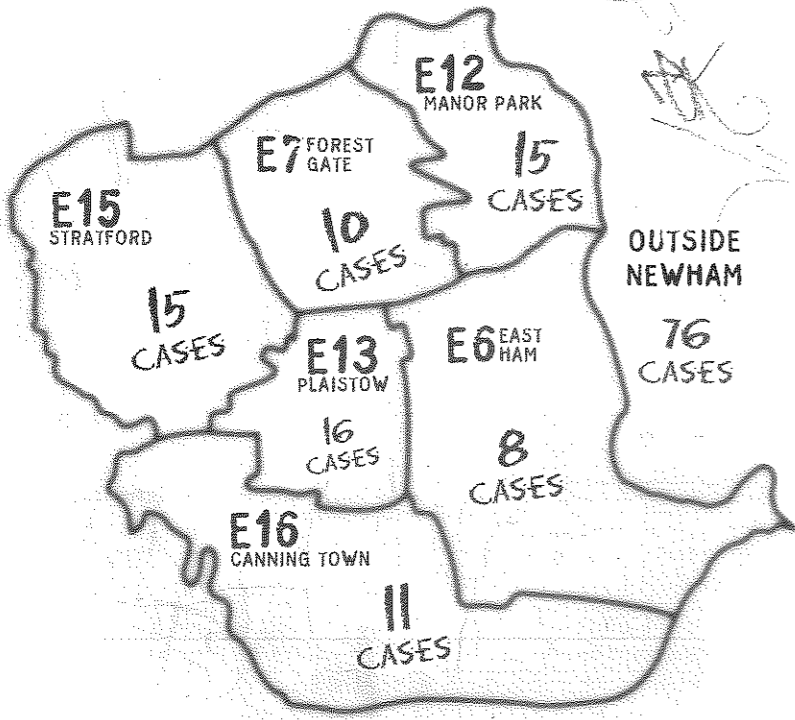 E12
MANOR PARK
15
CASES
E7 FOREST
GATE
10
CASES
E15
STRATFORD
15
CASES
OUTSIDE
NEWHAM
76
CASES
E13
PLAISTOW
16
CASES
E6 EAST
HAM
8
CASES
E16
CANNING TOWN
11
CASES